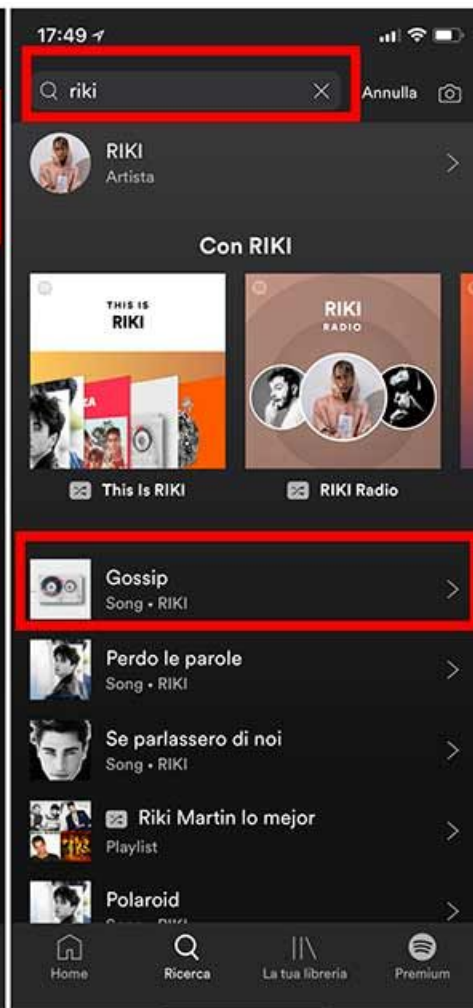 17:49
riki
Annulla
RIKI
Artista
Con RIKI
THIS IS
RIKI
RIKI
RADIO
This Is RIKI
RIKI Radio
Gossip
Song • RIKI
Perdo le parole
Song • RIKI
Se parlassero di noi
Song • RIKI
Riki Martin lo mejor
Playlist
Polaroid
Home
Ricerca
La tua libreria
Premium